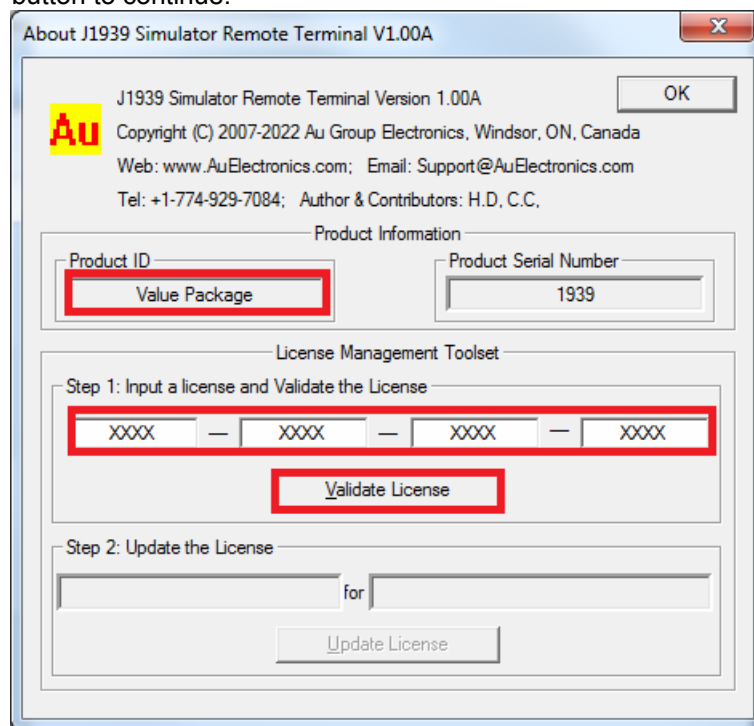 button to continue.
About J1939 Simulator Remote Terminal V1.00A
J1939 Simulator Remote Terminal Version 1.00A
OK
Au
Copyright (C) 2007-2022 Au Group Electronics, Windsor, ON, Canada
Web: www.AuElectronics.com; Email: Support@AuElectronics.com
Tel: +1-774-929-7084; Author & Contributors: H.D, C.C,
Product Information
Product ID
Product Serial Number
Value Package
1939
License Management Toolset
Step 1: Input a license and Validate the License
XXXX — XXXX — XXXX — XXXX
Validate License
Step 2: Update the License
for
Update License